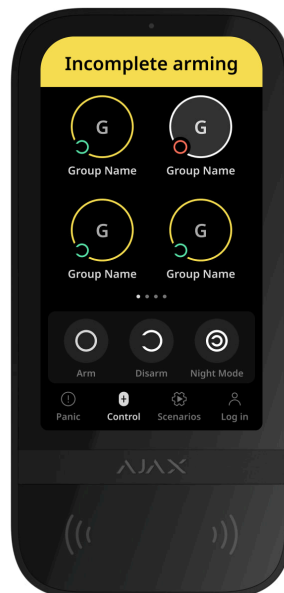 Incomplete arming
G G
Group Name Group Name
G G
Group Name Group Name
Arm Disarm Night Mode
Panic Control Scenarios Log in
AJAX